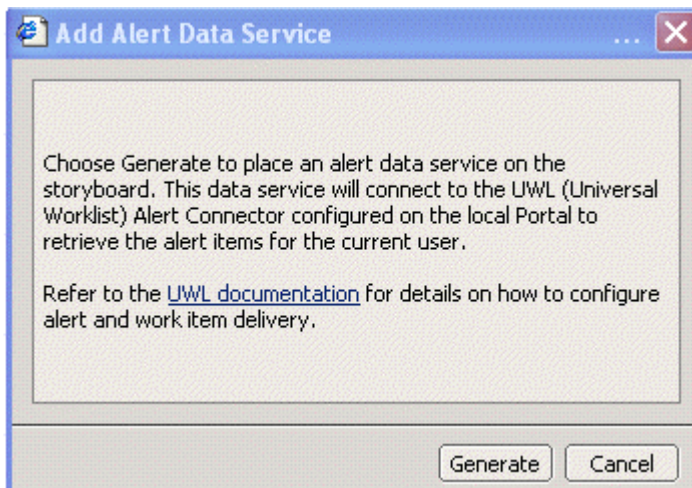 Add Alert Data Service ...
Choose Generate to place an alert data service on the
storyboard. This data service will connect to the UWL (Universal
Worklist) Alert Connector configured on the local Portal to
retrieve the alert items for the current user.
Refer to the UWL documentation for details on how to configure
alert and work item delivery.
Generate Cancel